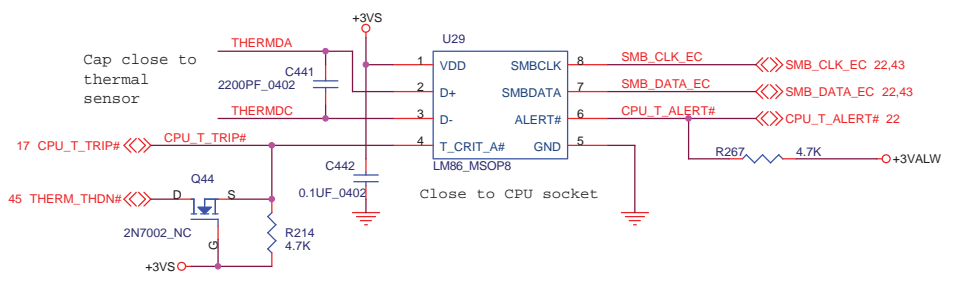 +3VS
THERMDA
U29
Cap close to
thermal
sensor
C441
2200PF_0402
1
VDD
SMBCLK
8
SMB_CLK_EC
SMB_CLK_EC 22,43
2
D+
SMBDATA
7
SMB_DATA_EC
SMB_DATA_EC 22,43
THERMDC
3
D-
ALERT#
6
CPU_T_ALERT#
CPU_T_ALERT# 22
17 CPU_T_TRIP#
CPU_T_TRIP#
4
T_CRIT_A#
GND
5
LM86_MSOP8
R267
4.7K
+3VALW
C442
0.1UF_0402
Close to CPU socket
Q44
45 THERM_THDN#
D
S
G
2N7002_NC
R214
4.7K
+3VS